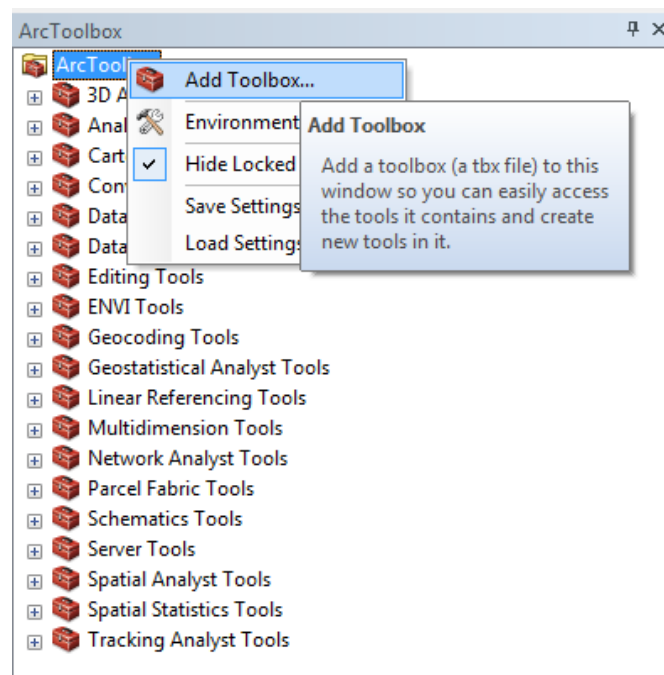 ArcToolbox
ArcTool
Add Toolbox...
3D A
Anal
Environment
Add Toolbox
Cart
Hide Locked
Add a toolbox (a tbx file) to this
window so you can easily access
the tools it contains and create
new tools in it.
Con
Data
Save Settings
Data
Load Settings
Editing Tools
ENVI Tools
Geocoding Tools
Geostatistical Analyst Tools
Linear Referencing Tools
Multidimension Tools
Network Analyst Tools
Parcel Fabric Tools
Schematics Tools
Server Tools
Spatial Analyst Tools
Spatial Statistics Tools
Tracking Analyst Tools